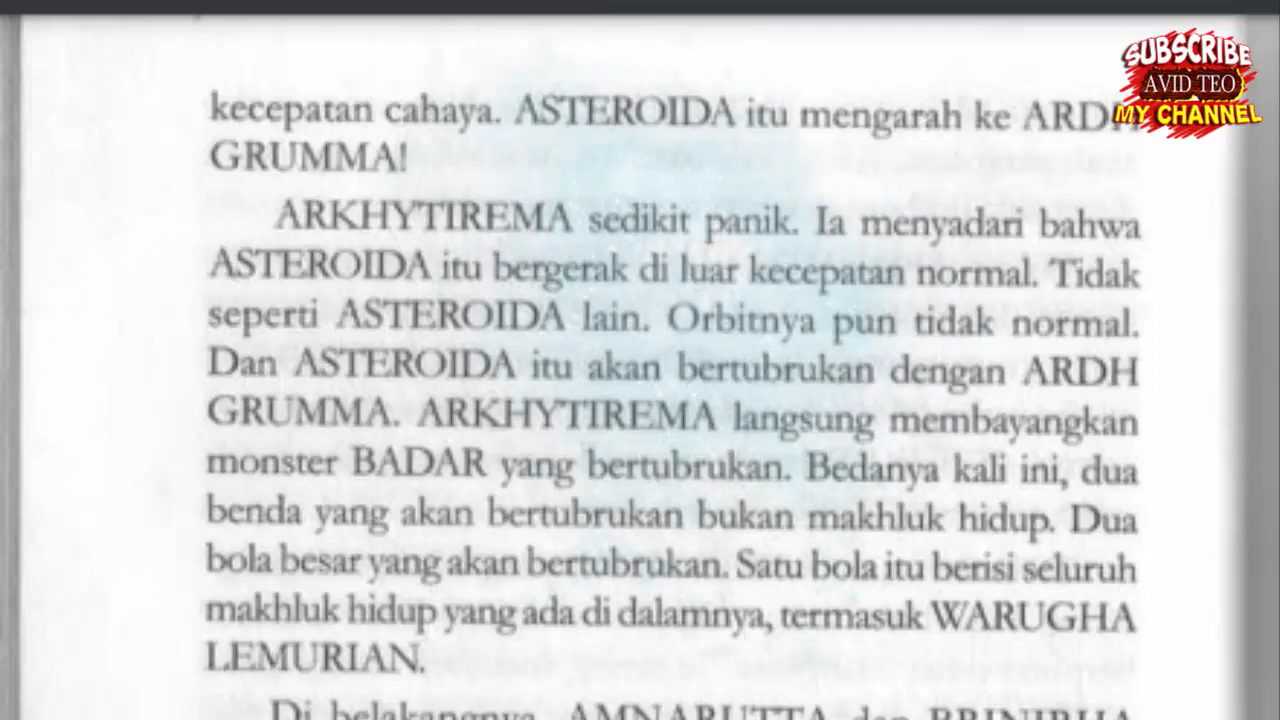 SUBSCRIBE
AVID TEO
MY CHANNEL
kecepatan cahaya. ASTEROIDA itu mengarah ke ARDH
GRUMMA!
ARKHYTIREMA sedikit panik. Ia menyadari bahwa
ASTEROIDA itu bergerak di luar kecepatan normal. Tidak
seperti ASTEROIDA lain. Orbitnya pun tidak normal.
Dan ASTEROIDA itu akan bertubrukan dengan ARDH
GRUMMA. ARKHYTIREMA langsung membayangkan
monster BADAR yang bertubrukan. Bedanya kali ini, dua
benda yang akan bertubrukan bukan makhluk hidup. Dua
bola besar yang akan bertubrukan. Satu bola itu berisi seluruh
makhluk hidup yang ada di dalamnya, termasuk WARUGHA
LEMURIAN.
Di belakangnya, AMNARUTTA dan